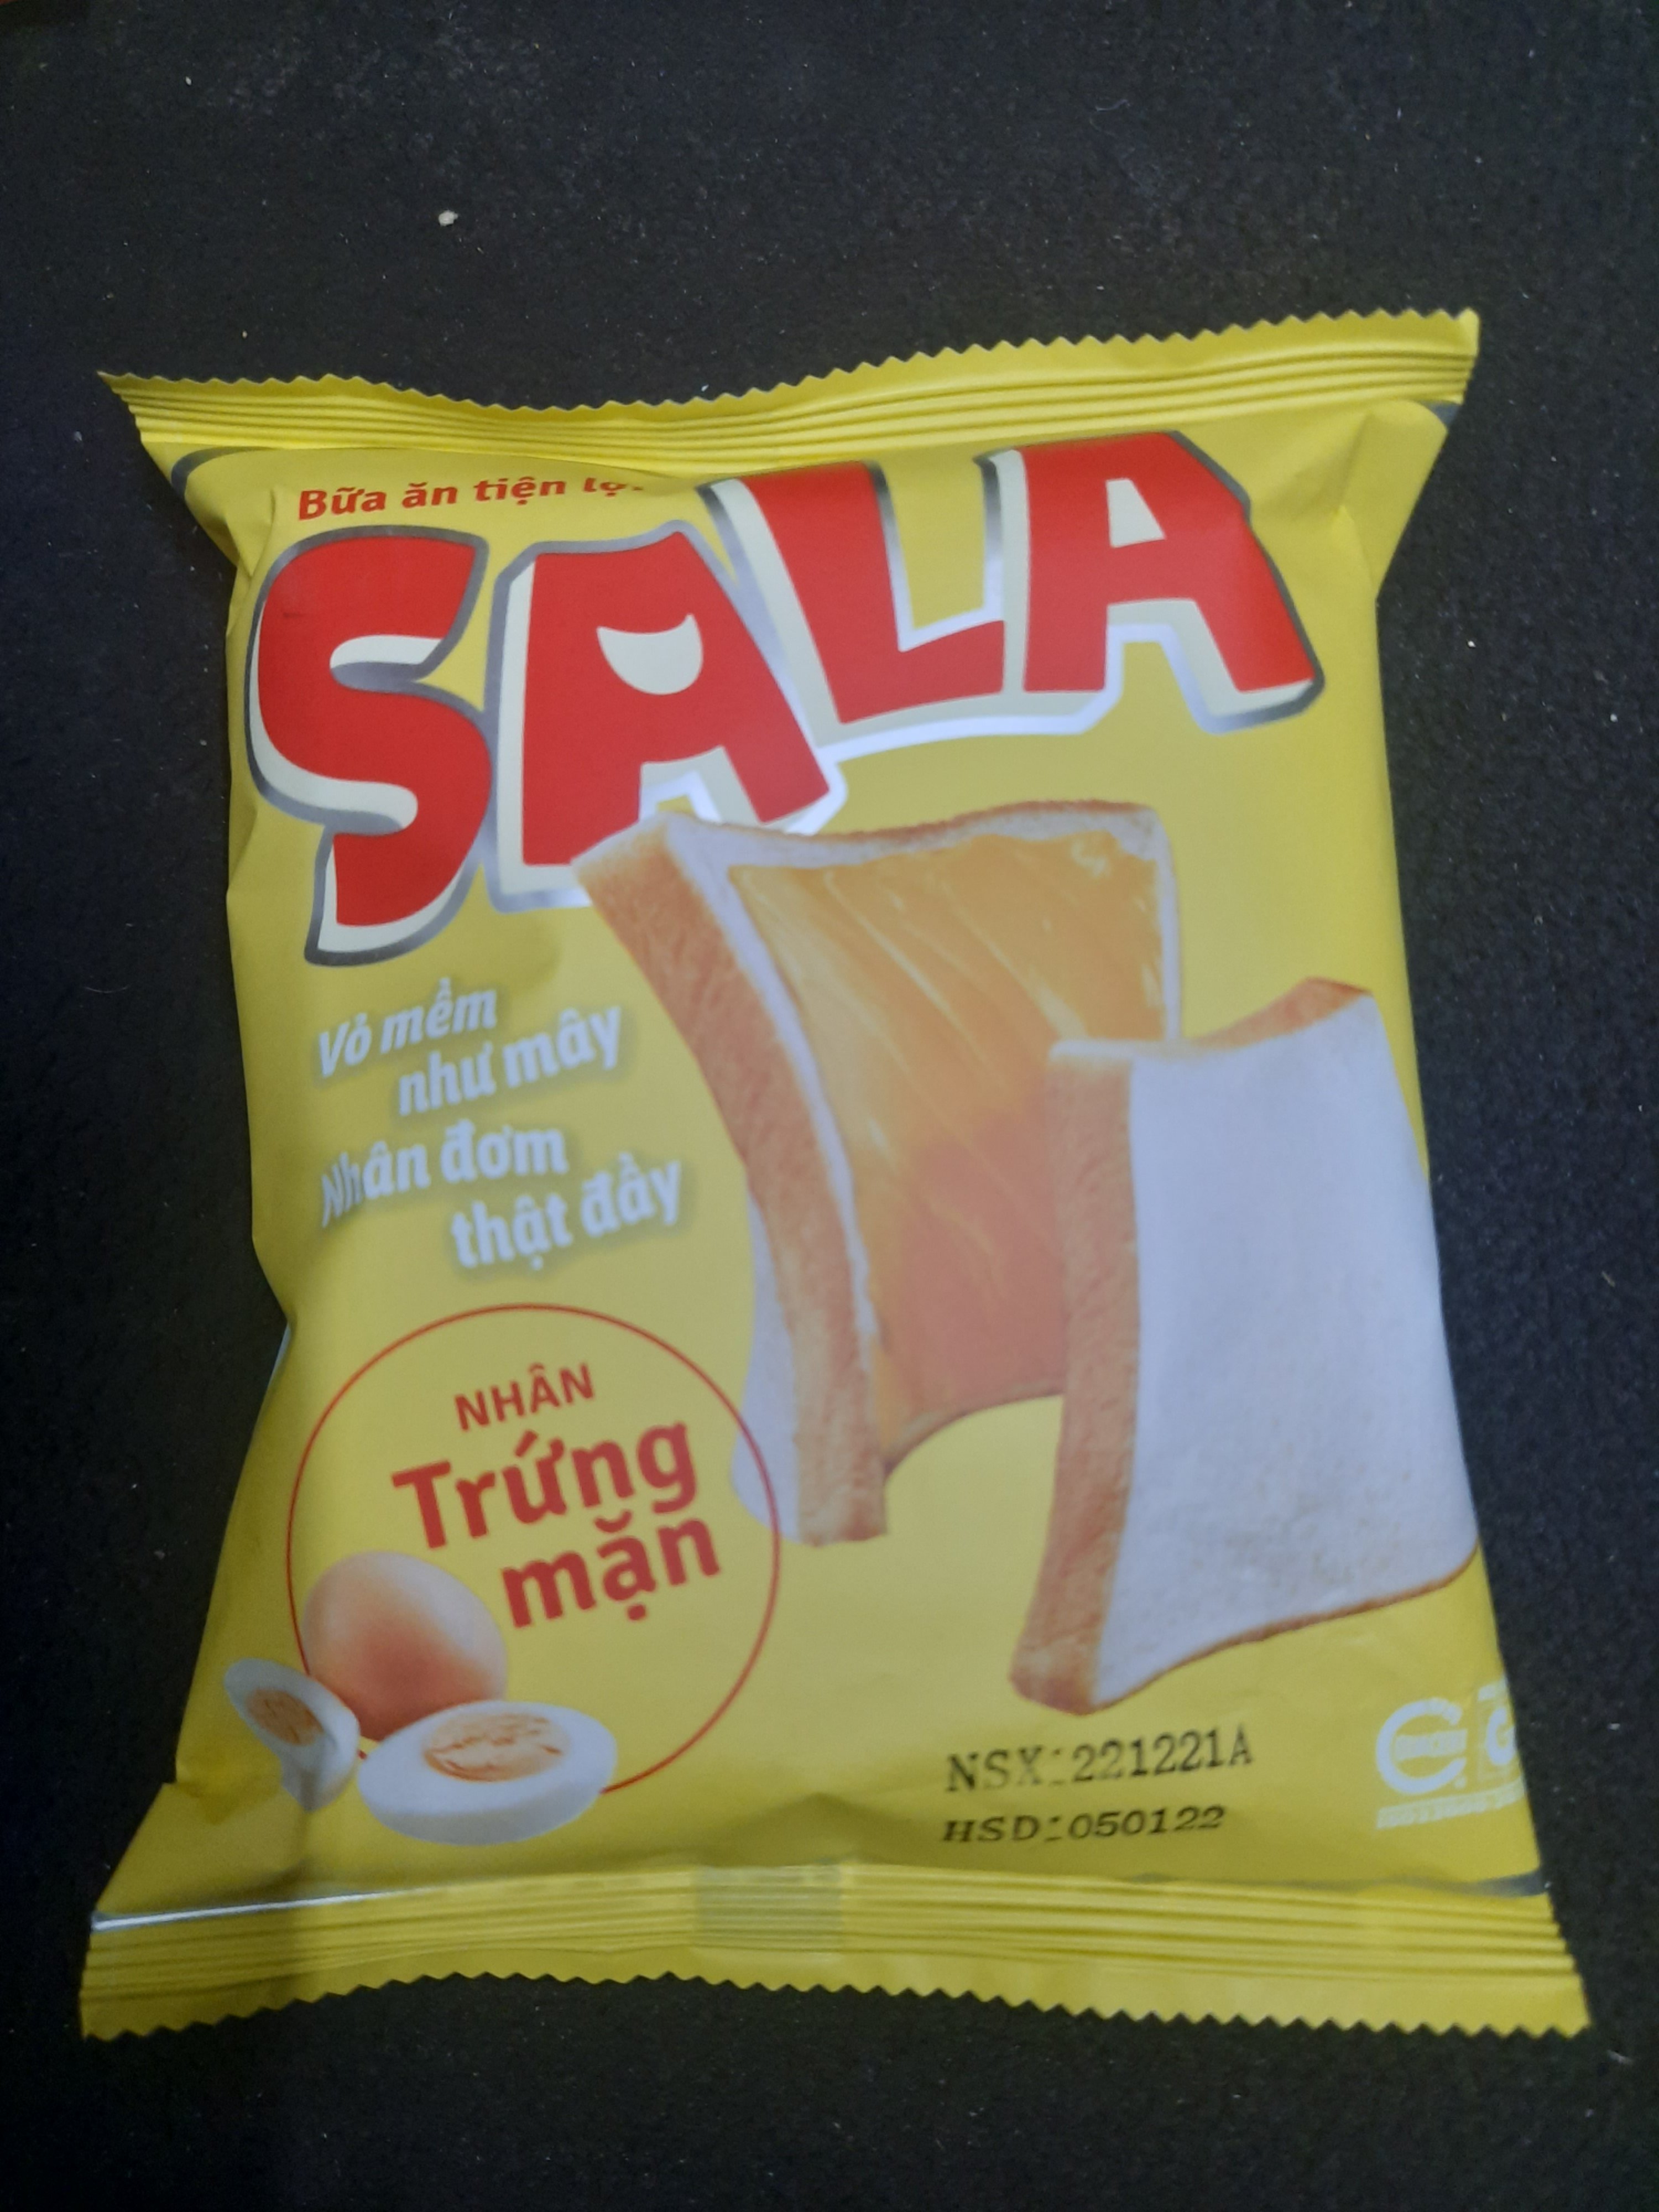 Bữa ăn tiện lợi
SALA
Vỏ mềm
như mây
Nhân đơm
thật đầy
NHÂN
Trứng
mặn
NSX:221221A
HSD:050122